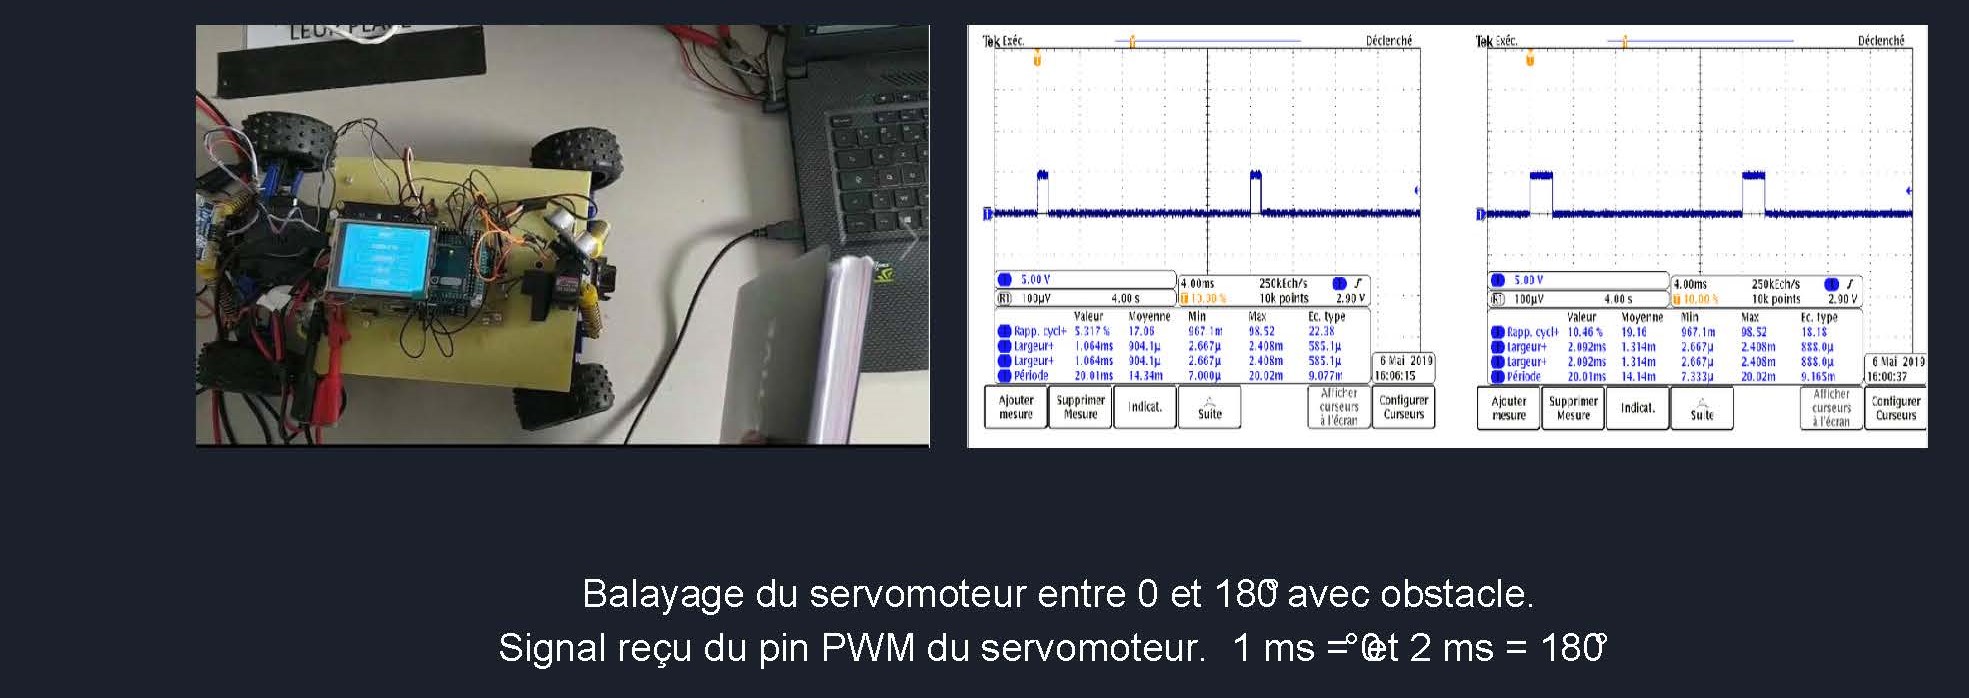 LEUR PLACE
Tek Exéc. Déclenché
5.00 V
R1 100µV 4.00 s
4.00ms 250kÉch/s
10.00 % 10k points 2.90 V
Valeur Moyenne Min Max Éc. type
Rapp. cycl+ 5.317 % 17.06 967.1m 98.52 22.38
Largeur+ 1.064ms 904.1µ 2.667µ 2.408m 585.1µ
Largeur+ 1.064ms 904.1µ 2.667µ 2.408m 585.1µ
Période 20.01ms 14.34m 7.000µ 20.02m 9.077m
6 Mai 2019
16:06:15
Ajouter mesure
Supprimer Mesure
Indicat.
Suite
Afficher curseurs à l'écran
Configurer Curseurs
Tek Exéc. Déclenché
5.00 V
R1 100µV 4.00 s
4.00ms 250kÉch/s
10.00 % 10k points 2.90 V
Valeur Moyenne Min Max Éc. type
Rapp. cycl+ 10.46 % 19.16 967.1m 98.52 18.18
Largeur+ 2.092ms 1.314m 2.667µ 2.408m 888.0µ
Largeur+ 2.092ms 1.314m 2.667µ 2.408m 888.0µ
Période 20.01ms 14.14m 7.333µ 20.02m 9.165m
6 Mai 2019
16:00:37
Ajouter mesure
Supprimer Mesure
Indicat.
Suite
Afficher curseurs à l'écran
Configurer Curseurs
Balayage du servomoteur entre 0 et 180° avec obstacle.
Signal reçu du pin PWM du servomoteur. 1 ms = 0° et 2 ms = 180°